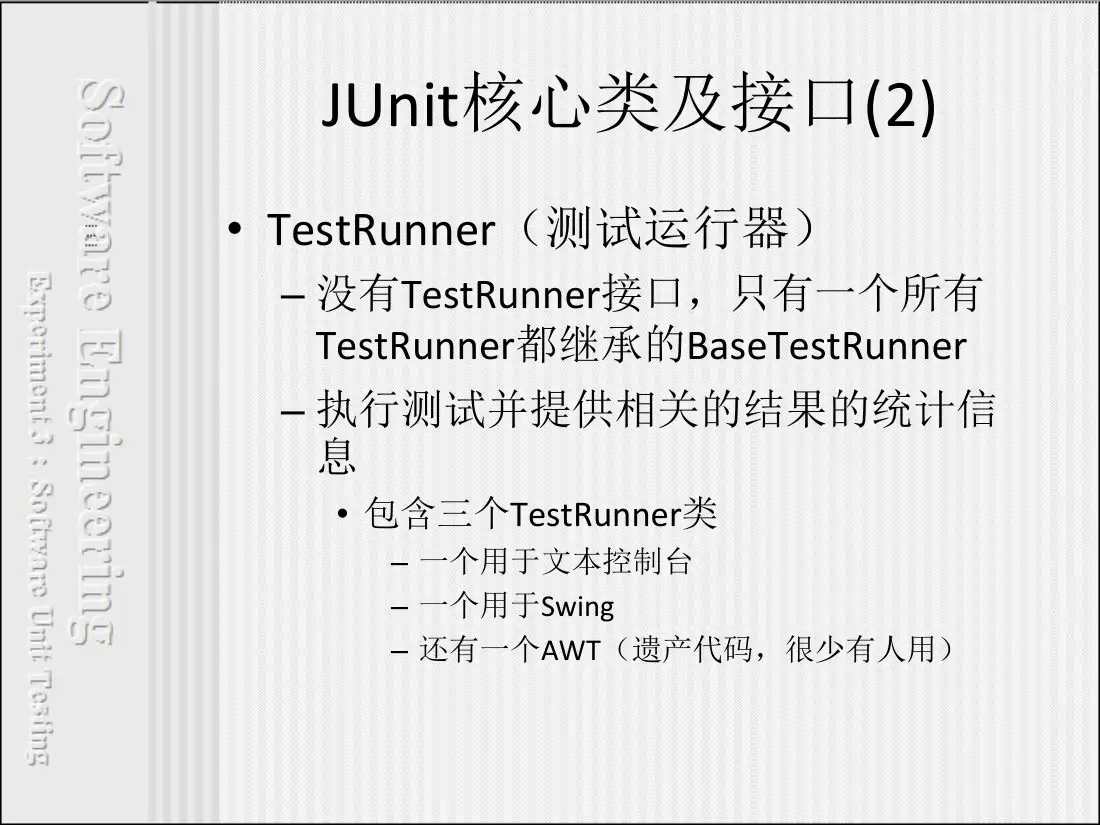 JUnit核心类及接口(2)
• TestRunner（测试运行器）
– 没有TestRunner接口，只有一个所有
TestRunner都继承的BaseTestRunner
– 执行测试并提供相关的结果的统计信
息
• 包含三个TestRunner类
– 一个用于文本控制台
– 一个用于Swing
– 还有一个AWT（遗产代码，很少有人用）
Software Engineering
Experiment 3 : Software Unit Testing